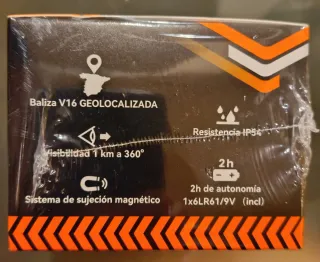 Baliza V16 GEOLOCALIZADA
Visibilidad 1 km a 360°
Sistema de sujeción magnético
Resistencia IP54
2h
2h de autonomía
1x6LR61/9V (incl)